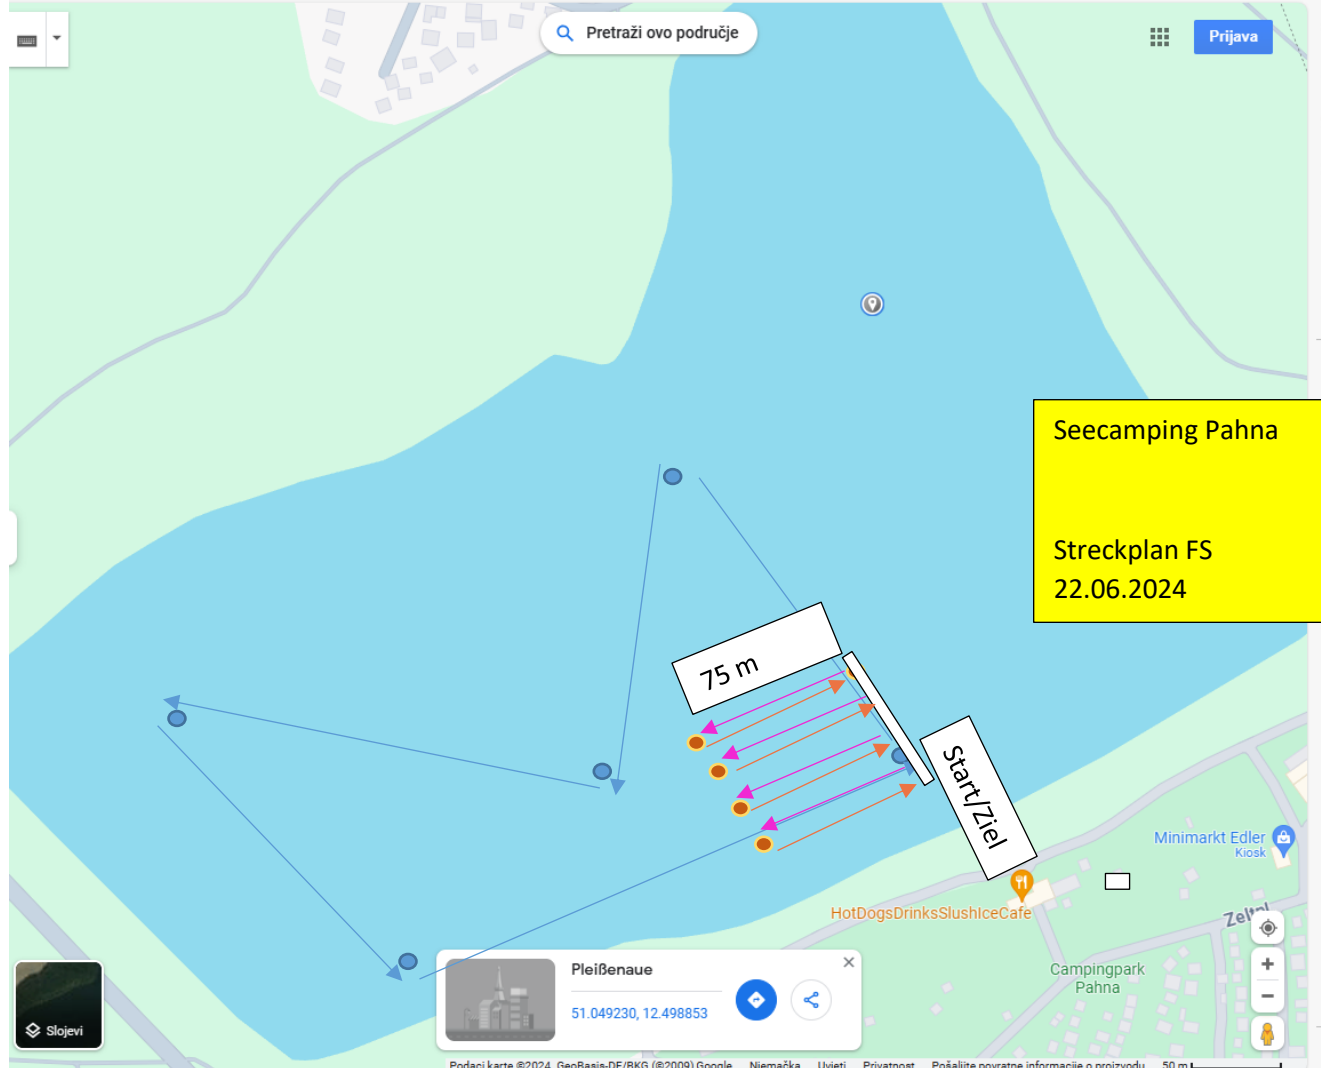 Pretraži ovo područje
Prijava
Seecamping Pahna
Streckplan FS
22.06.2024
75 m
Start/Ziel
Minimarkt Edler
Kiosk
HotDogsDrinksSlushIceCafe
Campingpark
Pahna
Pleißenaue
51.049230, 12.498853
Slojevi
Podaci karte ©2024, GeoBasis-DE/BKG (©2009) Google Njemačka Uvjeti Privatnost Pošaljite povratne informacije o proizvodu 50 m